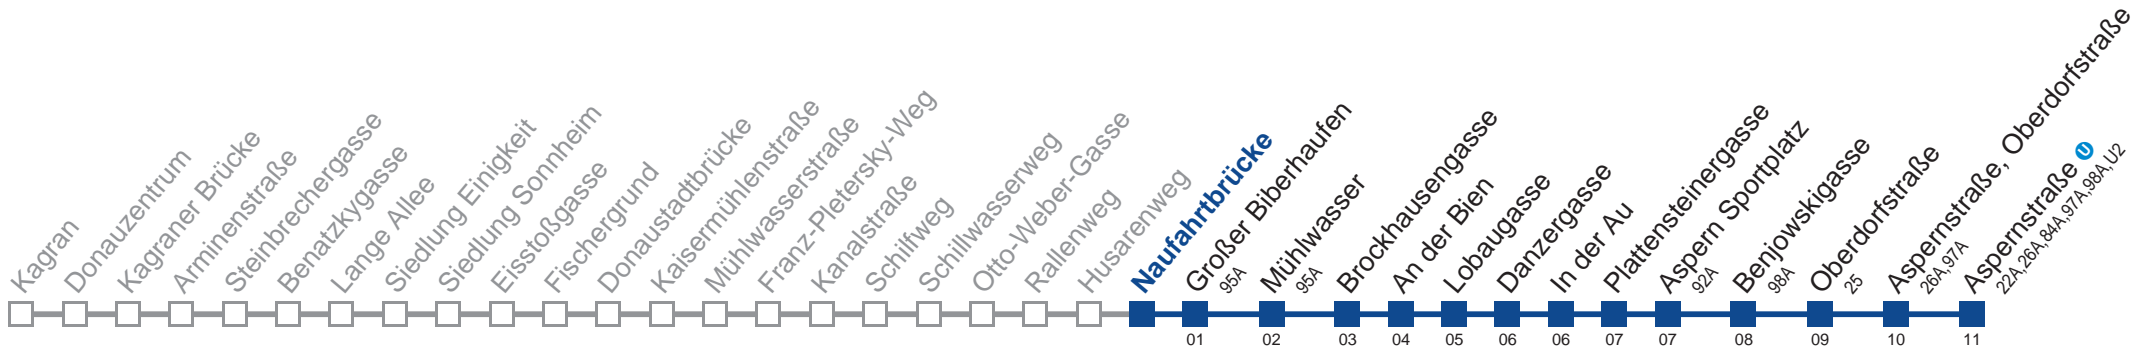 Kagran
Donauzentrum
Kagraner Brücke
Arminenstraße
Steinbrechergasse
Benatzkygasse
Lange Allee
Siedlung Einigkeit
Siedlung Sonnheim
Eisstoßgasse
Fischergrund
Donaustadtbrücke
Kaisermühlenstraße
Mühlwasserstraße
Franz-Pletersky-Weg
Kanalstraße
Schilfweg
Schillwasserweg
Otto-Weber-Gasse
Rallenweg
Husarenweg
Naufahrtbrücke
Großer Biberhaufen
95A
Mühlwasser
95A
Brockhausengasse
An der Bien
Lobaugasse
Danzergasse
In der Au
Plattensteinergasse
Aspern Sportplatz
92A
Benjowskigasse
98A
Oberdorfstraße
25
Aspernstraße, Oberdorfstraße
26A,97A
Aspernstraße U
22A,26A,84A,97A,98A,U2
01 02 03 04 05 06 06 07 07 08 09 10 11